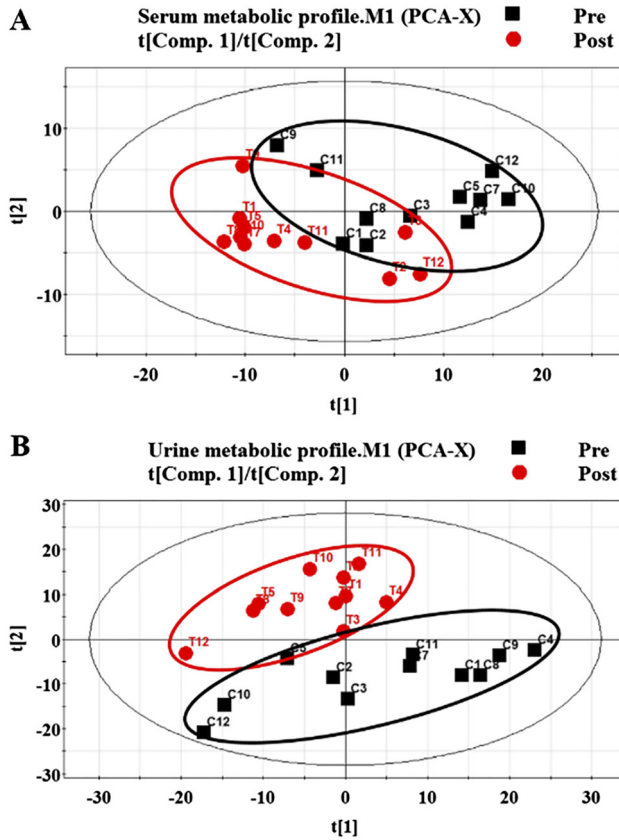 A
Serum metabolic profile.M1 (PCA-X) Pre
t[Comp. 1]/t[Comp. 2] Post
10
0
-10
t[2]
C9
C11
C12
C5
C7
C10
C4
C3
C8
C1
C2
T1
T5
10
T7
T4
T11
T2
T12
-20
-10
0
10
20
t[1]
B
Urine metabolic profile.M1 (PCA-X) Pre
t[Comp. 1]/t[Comp. 2] Post
30
20
10
0
-10
-20
-30
t[2]
T10
T11
T1
T5
T9
T4
T3
T12
C11
C9
C4
C2
C1
C8
C3
C10
C12
-30
-20
-10
0
10
20
30
t[1]